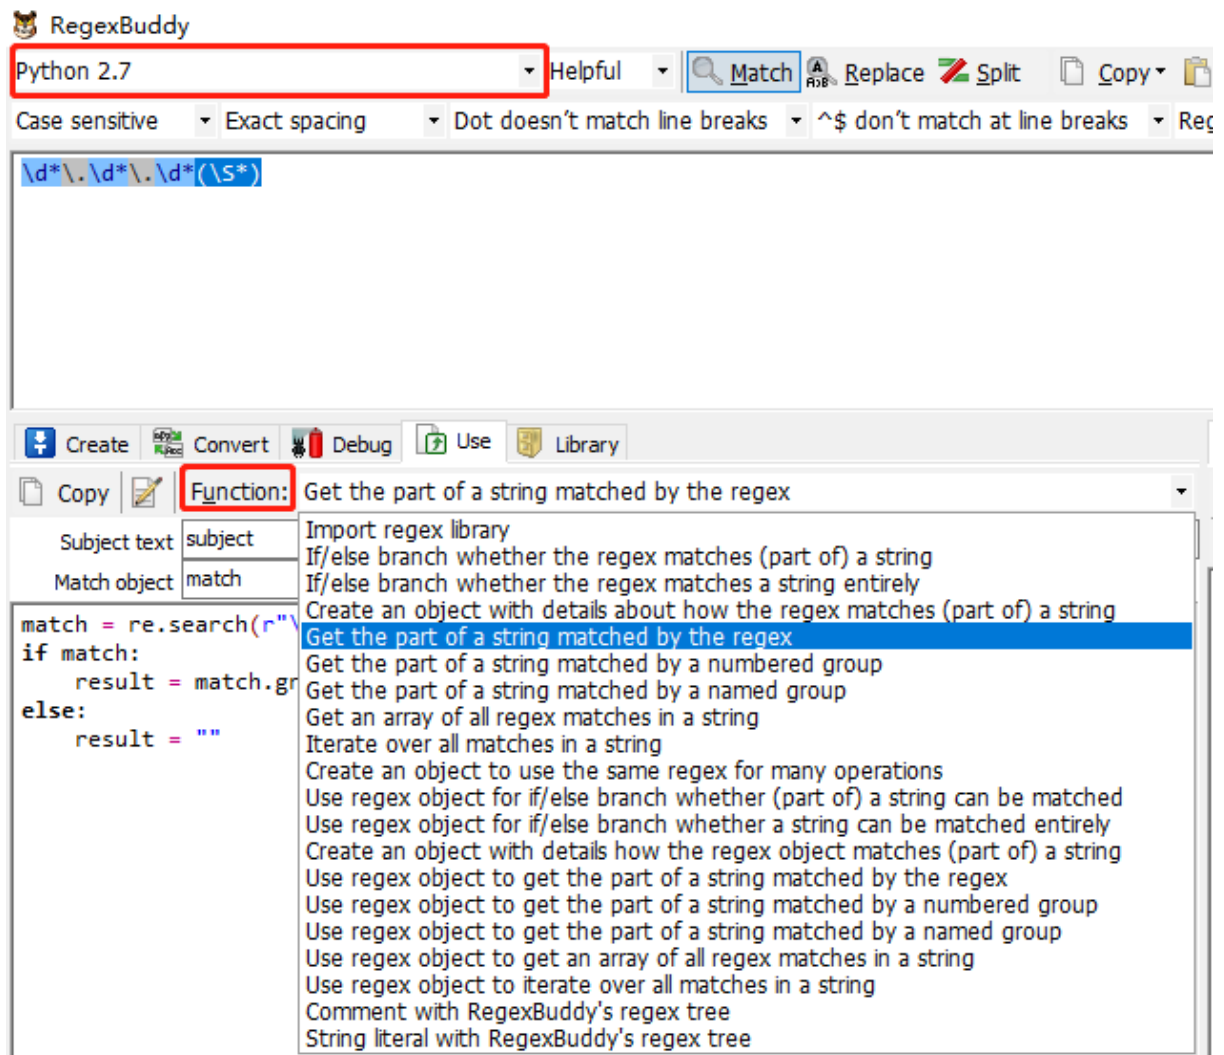 RegexBuddy
Python 2.7 Helpful Match Replace Split Copy
Case sensitive Exact spacing Dot doesn't match line breaks ^$ don't match at line breaks
\d*\.\d*\.\d*(\S*)
Create Convert Debug Use Library
Copy Function: Get the part of a string matched by the regex
Subject text subject
Match object match
Import regex library
If/else branch whether the regex matches (part of) a string
If/else branch whether the regex matches a string entirely
Create an object with details about how the regex matches (part of) a string
Get the part of a string matched by the regex
Get the part of a string matched by a numbered group
Get the part of a string matched by a named group
Get an array of all regex matches in a string
Iterate over all matches in a string
Create an object to use the same regex for many operations
Use regex object for if/else branch whether (part of) a string can be matched
Use regex object for if/else branch whether a string can be matched entirely
Create an object with details how the regex object matches (part of) a string
Use regex object to get the part of a string matched by the regex
Use regex object to get the part of a string matched by a numbered group
Use regex object to get the part of a string matched by a named group
Use regex object to get an array of all regex matches in a string
Use regex object to iterate over all matches in a string
Comment with RegexBuddy's regex tree
String literal with RegexBuddy's regex tree
match = re.search(r"\
if match:
result = match.gr
else:
result = ""